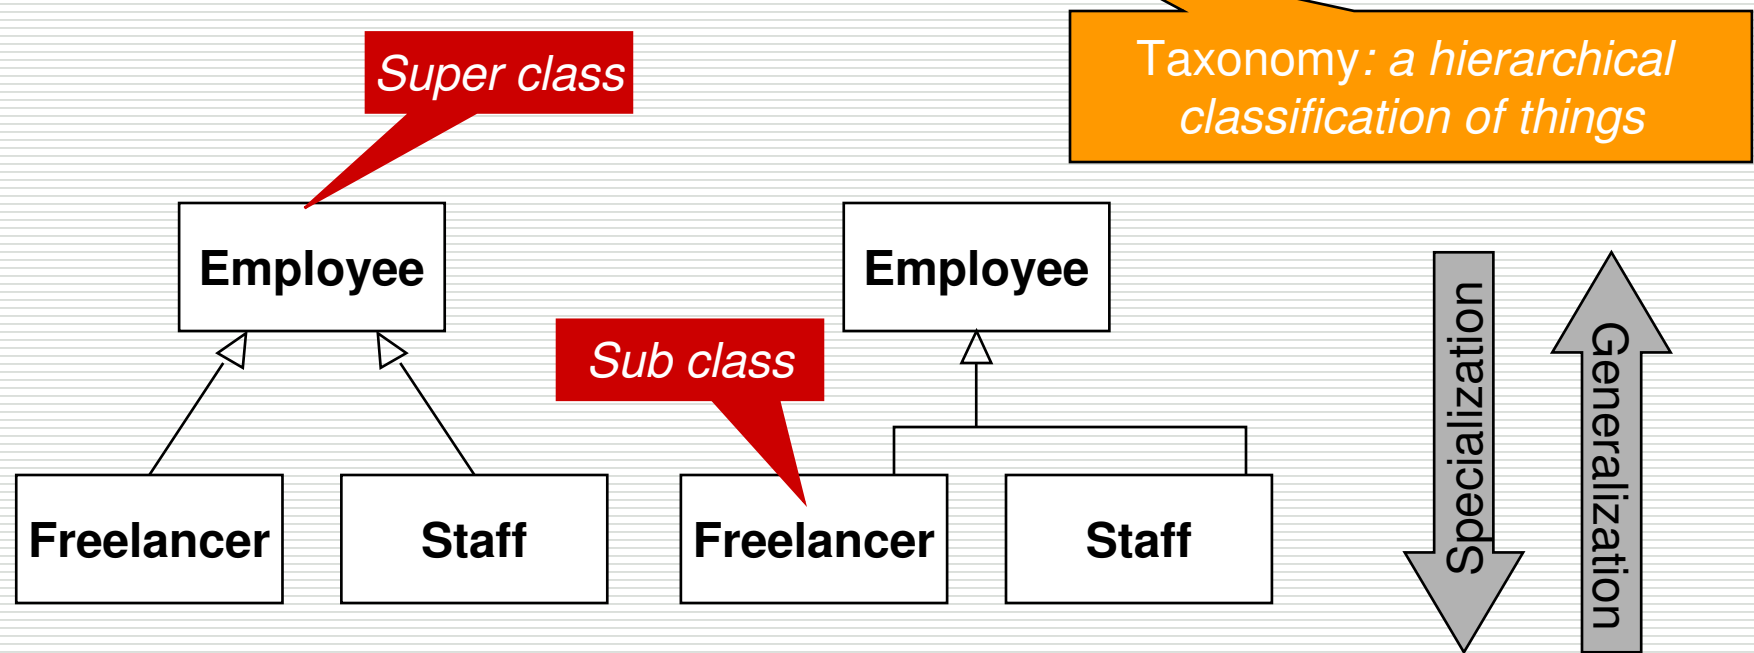 Taxonomy: a hierarchical
classification of things
Super class
Employee
Employee
Sub class
Freelancer
Staff
Freelancer
Staff
Specialization
Generalization